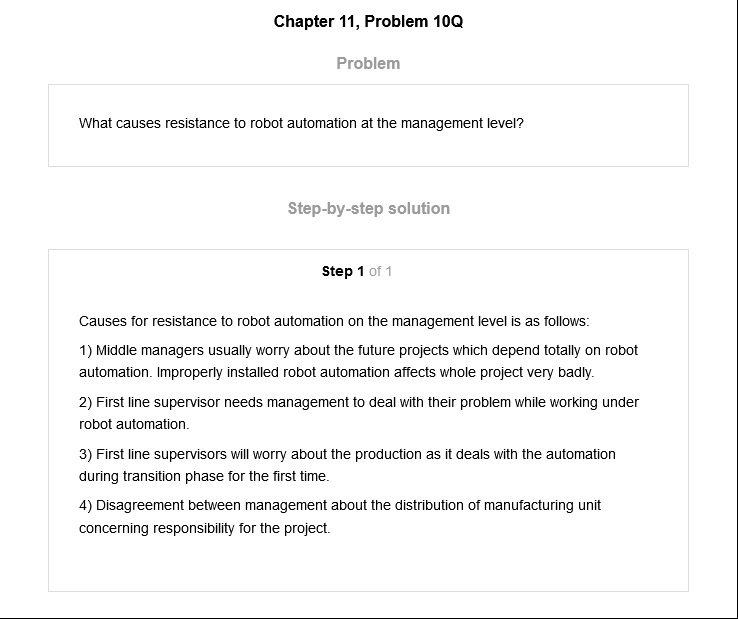 Chapter 11, Problem 10Q
Problem
What causes resistance to robot automation at the management level?
Step-by-step solution
Step 1 of 1
Causes for resistance to robot automation on the management level is as follows:
1) Middle managers usually worry about the future projects which depend totally on robot
automation. Improperly installed robot automation affects whole project very badly.
2) First line supervisor needs management to deal with their problem while working under
robot automation.
3) First line supervisors will worry about the production as it deals with the automation
during transition phase for the first time.
4) Disagreement between management about the distribution of manufacturing unit
concerning responsibility for the project.